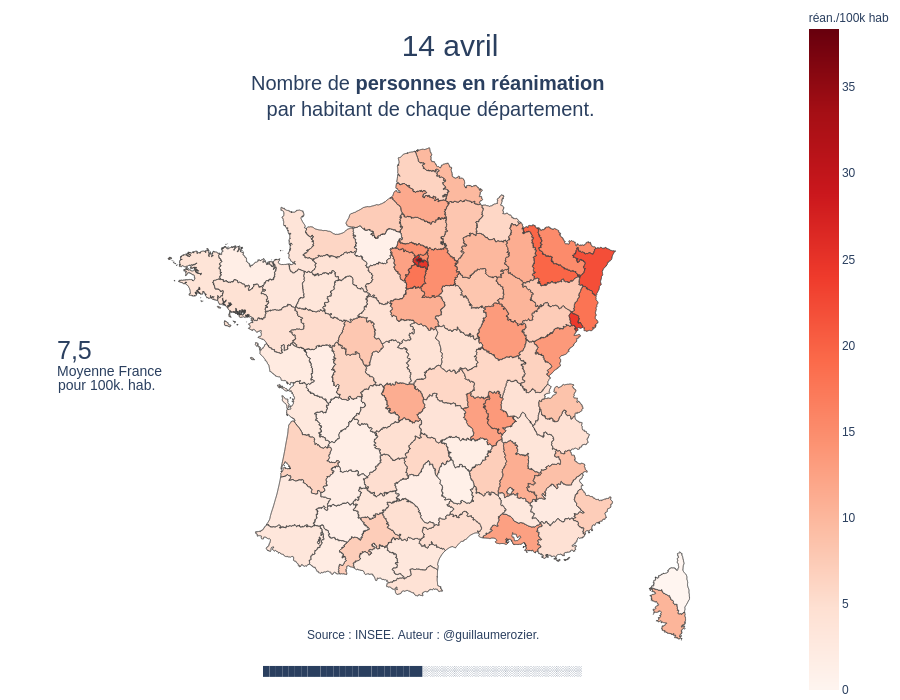 réan./100k hab
14 avril
Nombre de personnes en réanimation
par habitant de chaque département.
35
30
25
20
15
10
5
0
7,5
Moyenne France
pour 100k. hab.
Source : INSEE. Auteur : @guillaumerozier.